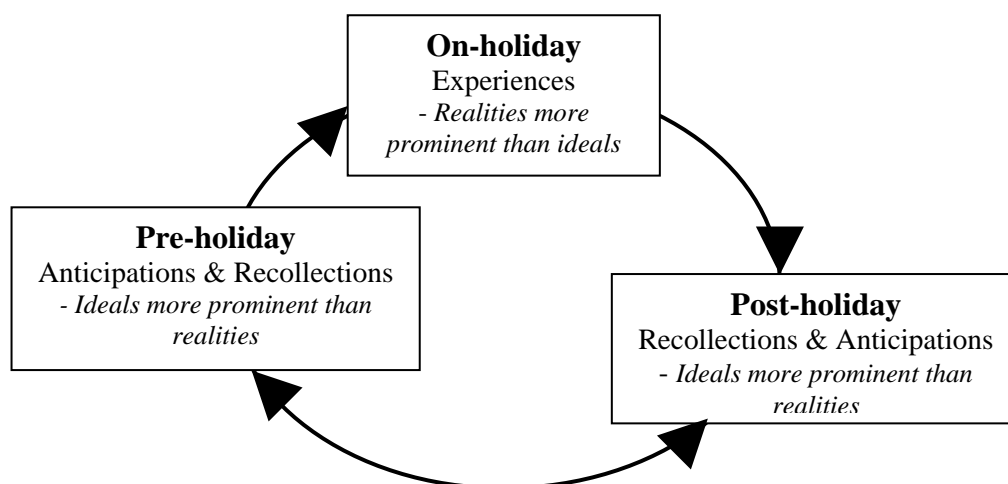 On-holiday
Experiences
- Realities more
prominent than ideals
Pre-holiday
Anticipations & Recollections
- Ideals more prominent than
realities
Post-holiday
Recollections & Anticipations
- Ideals more prominent than
realities